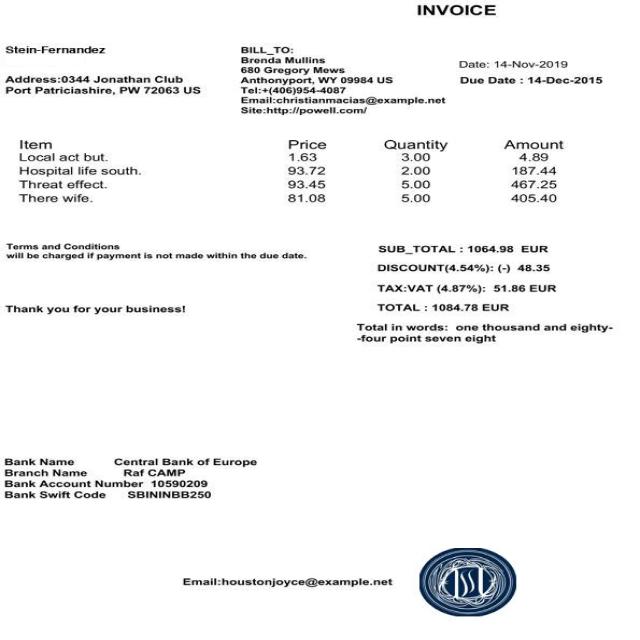 INVOICE
Stein-Fernandez
Address:0344 Jonathan Club
Port Patriciashire, PW 72063 US
BILL_TO:
Brenda Mullins
680 Gregory Mews
Anthonyport, WY 09984 US
Tel:+(406)954-4087
Email:christianmacias@example.net
Site:http://powell.com/
Date: 14-Nov-2019
Due Date : 14-Dec-2015
Item Price Quantity Amount
Local act but. 1.63 3.00 4.89
Hospital life south. 93.72 2.00 187.44
Threat effect. 93.45 5.00 467.25
There wife. 81.08 5.00 405.40
Terms and Conditions
will be charged if payment is not made within the due date.
SUB_TOTAL : 1064.98 EUR
DISCOUNT(4.54%): (-) 48.35
TAX:VAT (4.87%): 51.86 EUR
Thank you for your business!
TOTAL : 1084.78 EUR
Total in words: one thousand and eighty-
-four point seven eight
Bank Name Central Bank of Europe
Branch Name Raf CAMP
Bank Account Number 10590209
Bank Swift Code SBININBB250
Email:houstonjoyce@example.net